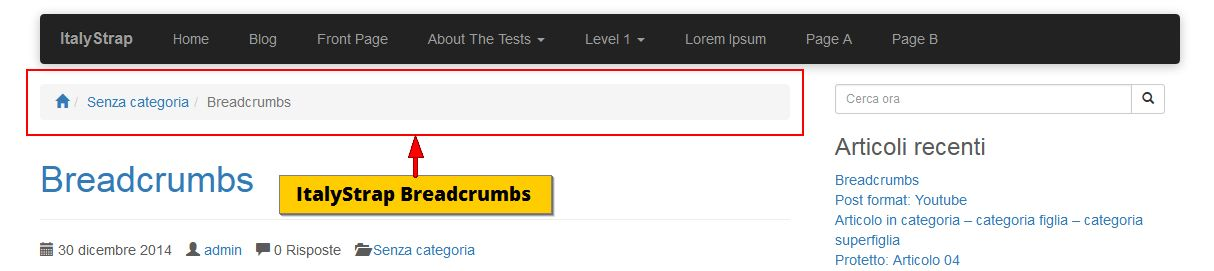 ItalyStrap Home Blog Front Page About The Tests Level 1 Lorem Ipsum Page A Page B
/ Senza categoria / Breadcrumbs
Breadcrumbs
ItalyStrap Breadcrumbs
30 dicembre 2014 admin 0 Risposte Senza categoria
Cerca ora
Articoli recenti
Breadcrumbs
Post format: Youtube
Articolo in categoria – categoria figlia – categoria
superfiglia
Protetto: Articolo 04